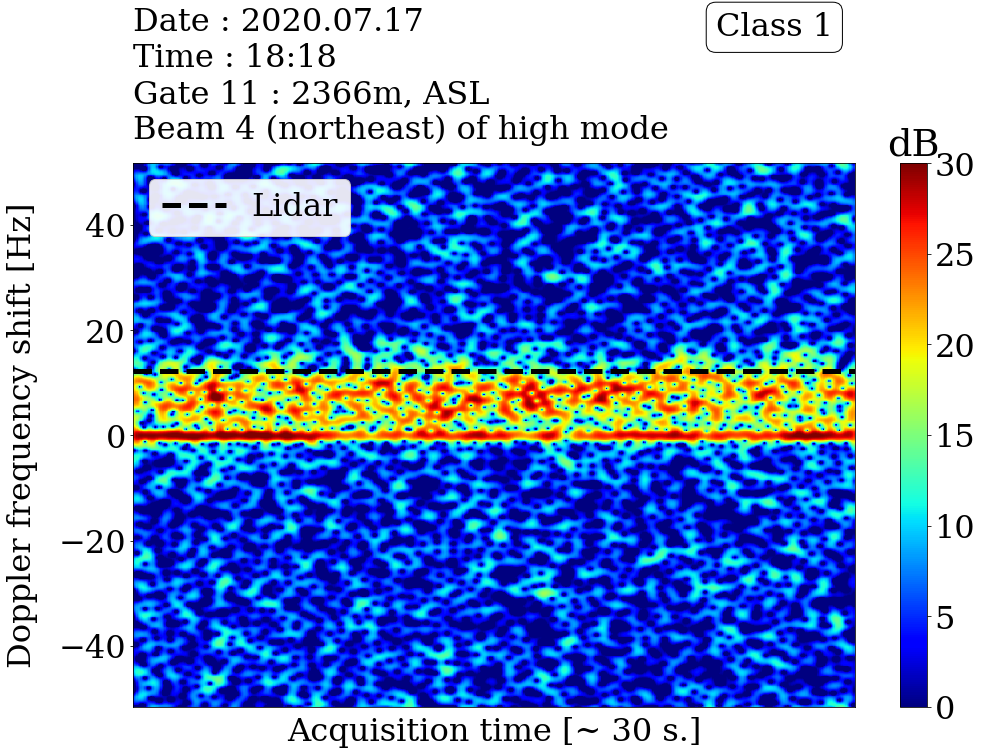 Date : 2020.07.17
Time : 18:18
Gate 11 : 2366m, ASL
Beam 4 (northeast) of high mode
Class 1
dB
Lidar
Doppler frequency shift [Hz]
40
20
0
−20
−40
30
25
20
15
10
5
0
Acquisition time [~ 30 s.]